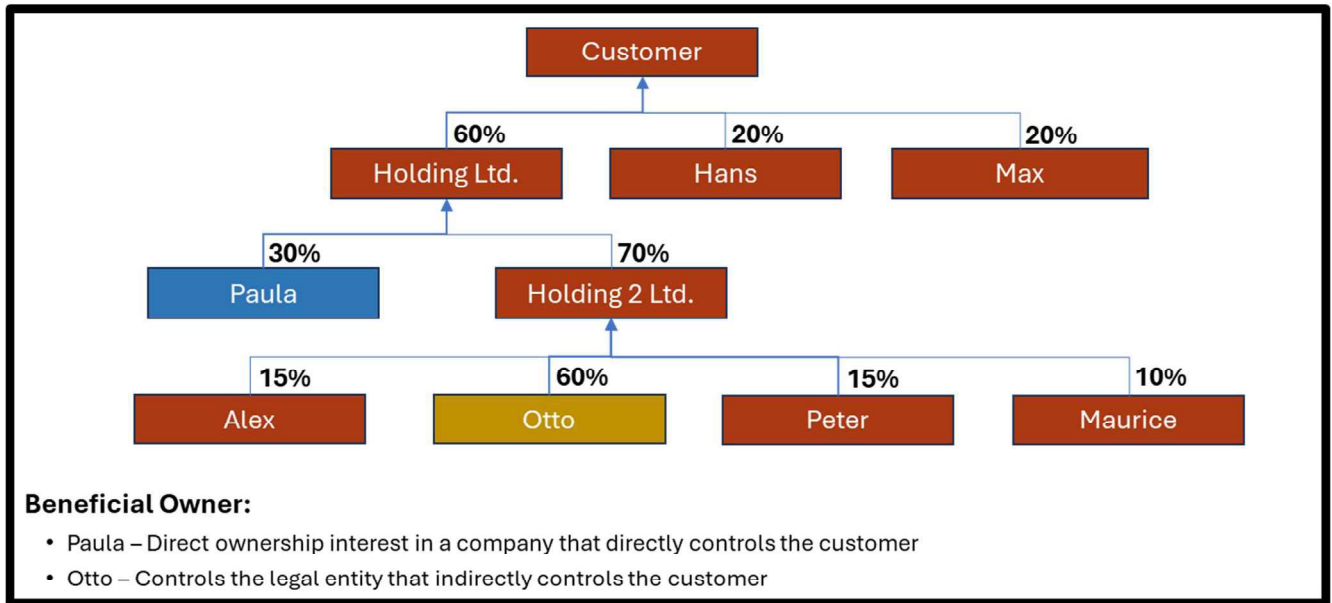 Customer
60%
20%
20%
Holding Ltd.
Hans
Max
30%
70%
Paula
Holding 2 Ltd.
15%
60%
15%
10%
Alex
Otto
Peter
Maurice
Beneficial Owner:
• Paula – Direct ownership interest in a company that directly controls the customer
• Otto – Controls the legal entity that indirectly controls the customer